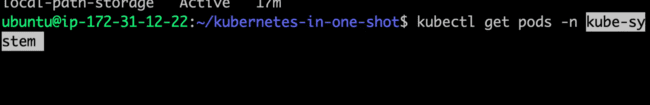 local-path-storage   Active   17m
ubuntu@ip-172-31-12-22:~/kubernetes-in-one-shot$ kubectl get pods -n kube-sy
stem